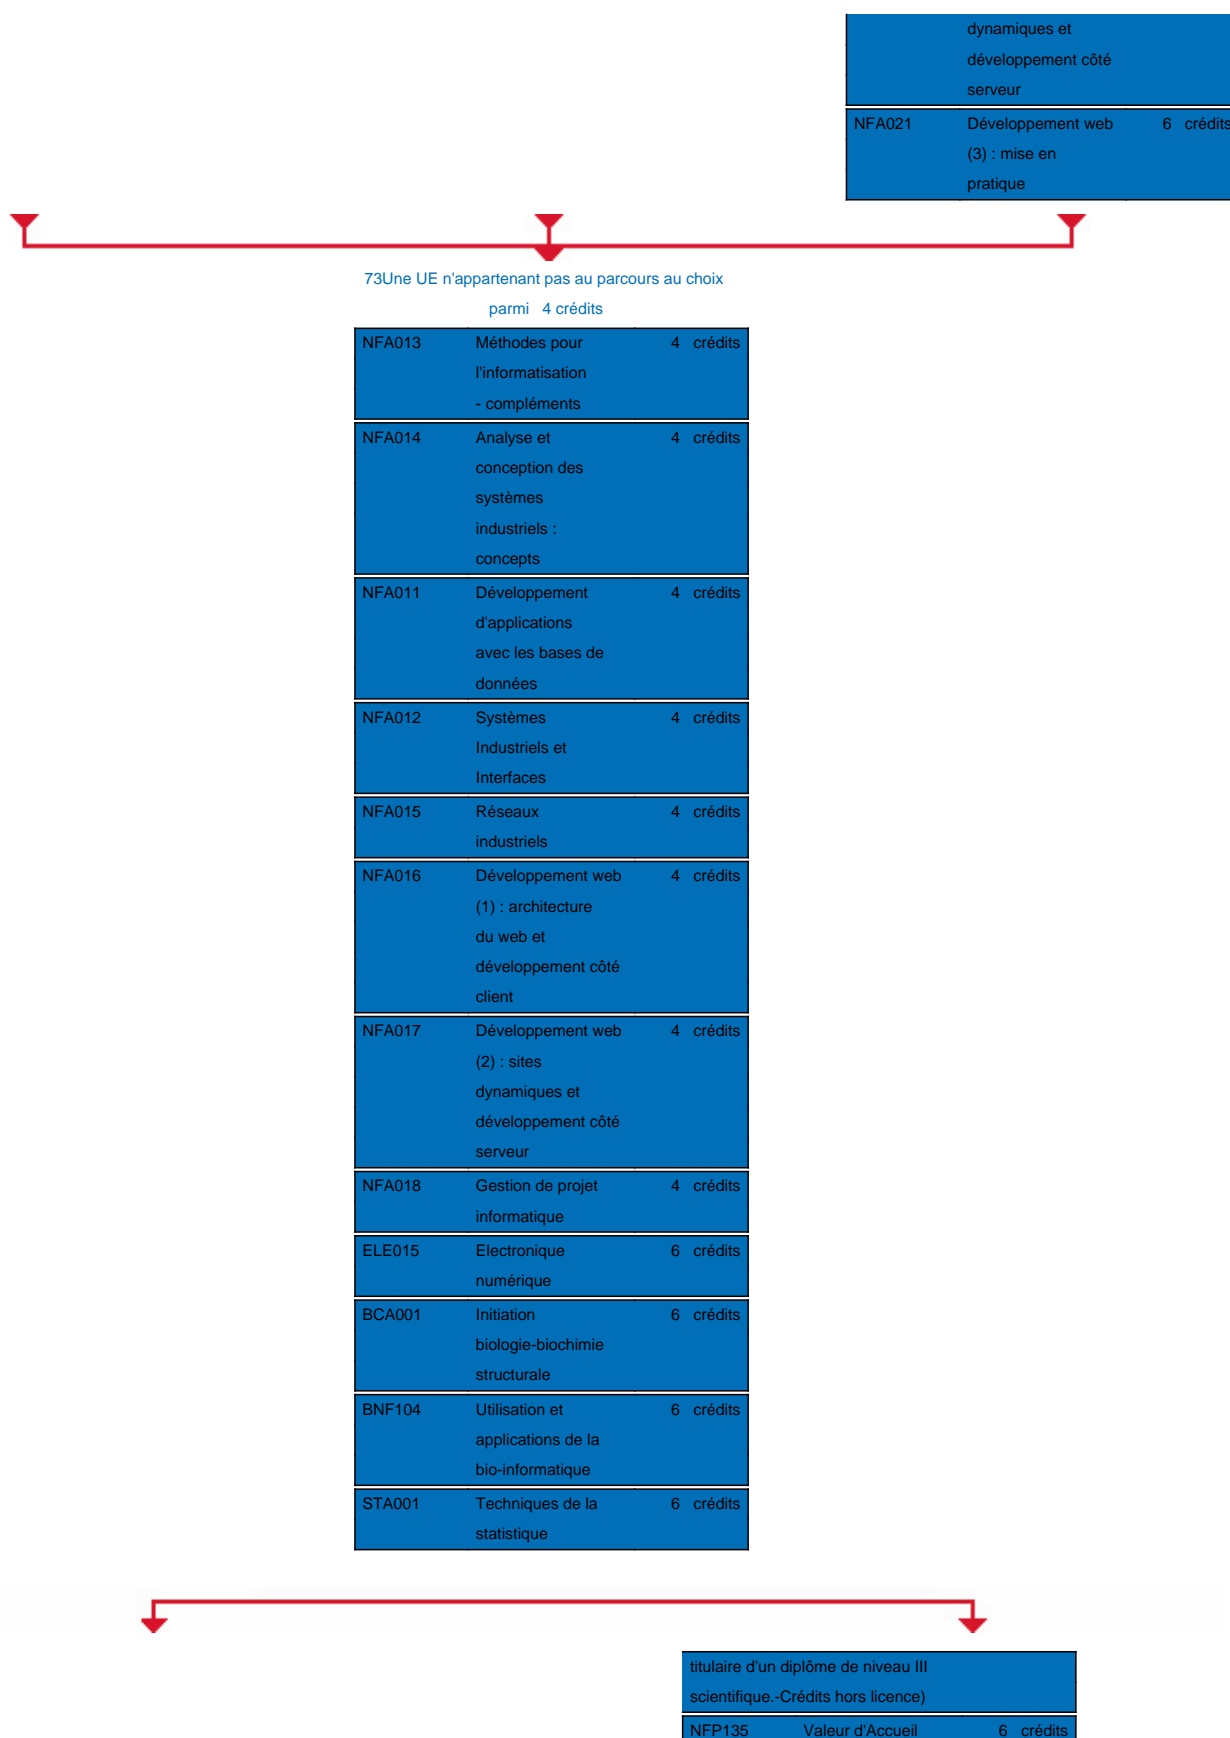 dynamiques et
développement côté
serveur
NFA021 Développement web 6 crédits
(3) : mise en
pratique
73Une UE n'appartenant pas au parcours au choix
parmi 4 crédits
NFA013 Méthodes pour 4 crédits
l'informatisation
- compléments
NFA014 Analyse et 4 crédits
conception des
systèmes
industriels :
concepts
NFA011 Développement 4 crédits
d'applications
avec les bases de
données
NFA012 Systèmes 4 crédits
Industriels et
Interfaces
NFA015 Réseaux 4 crédits
industriels
NFA016 Développement web 4 crédits
(1) : architecture
du web et
développement côté
client
NFA017 Développement web 4 crédits
(2) : sites
dynamiques et
développement côté
serveur
NFA018 Gestion de projet 4 crédits
informatique
ELE015 Electronique 6 crédits
numérique
BCA001 Initiation 6 crédits
biologie-biochimie
structurale
BNF104 Utilisation et 6 crédits
applications de la
bio-informatique
STA001 Techniques de la 6 crédits
statistique
titulaire d'un diplôme de niveau III
scientifique.-Crédits hors licence)
NFP135 Valeur d'Accueil 6 crédits